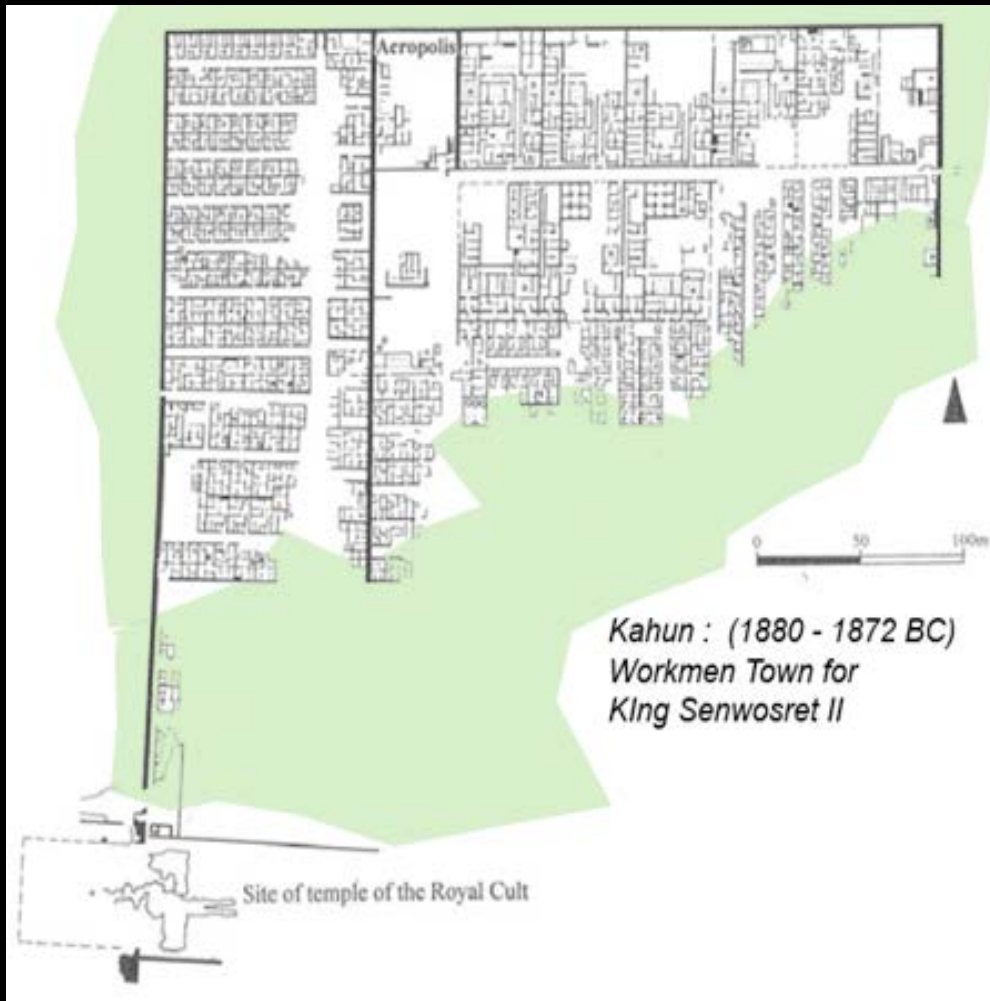 Acropolis
0 50 100m
Kahun : (1880 - 1872 BC)
Workmen Town for
KIng Senwosret II
Site of temple of the Royal Cult